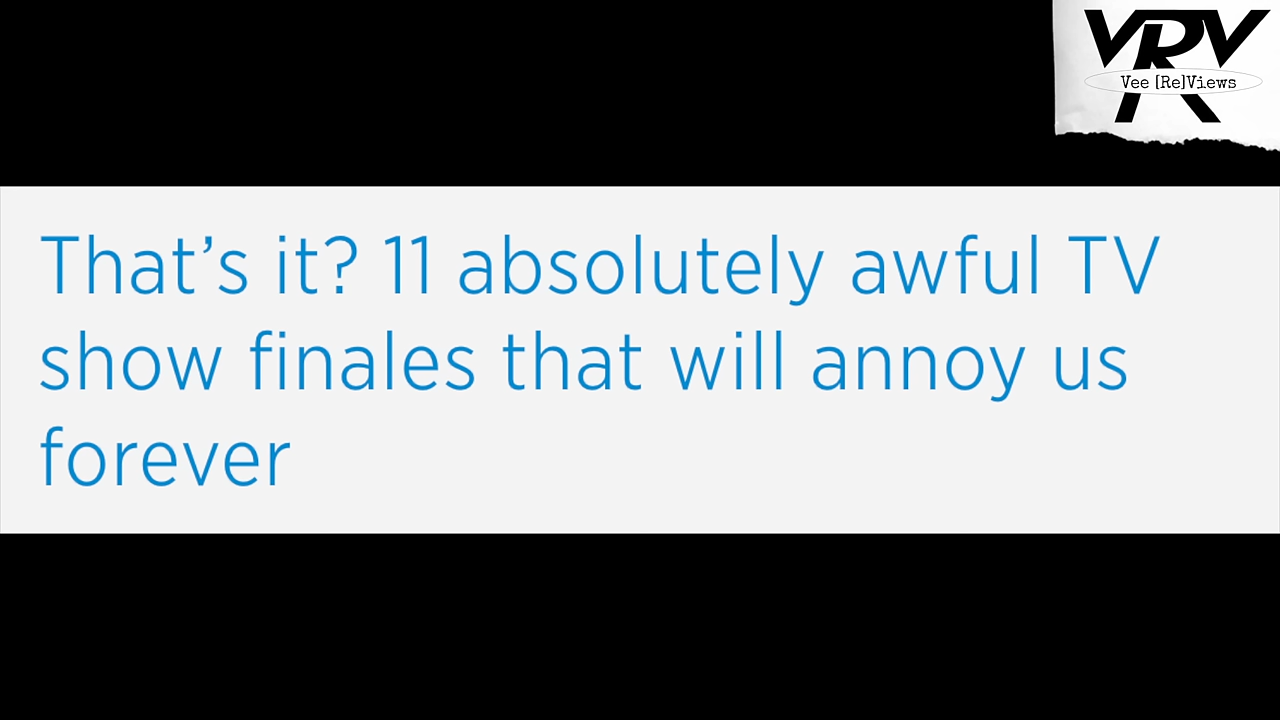 VRV
Vee [Re]Views
That’s it? 11 absolutely awful TV
show finales that will annoy us
forever